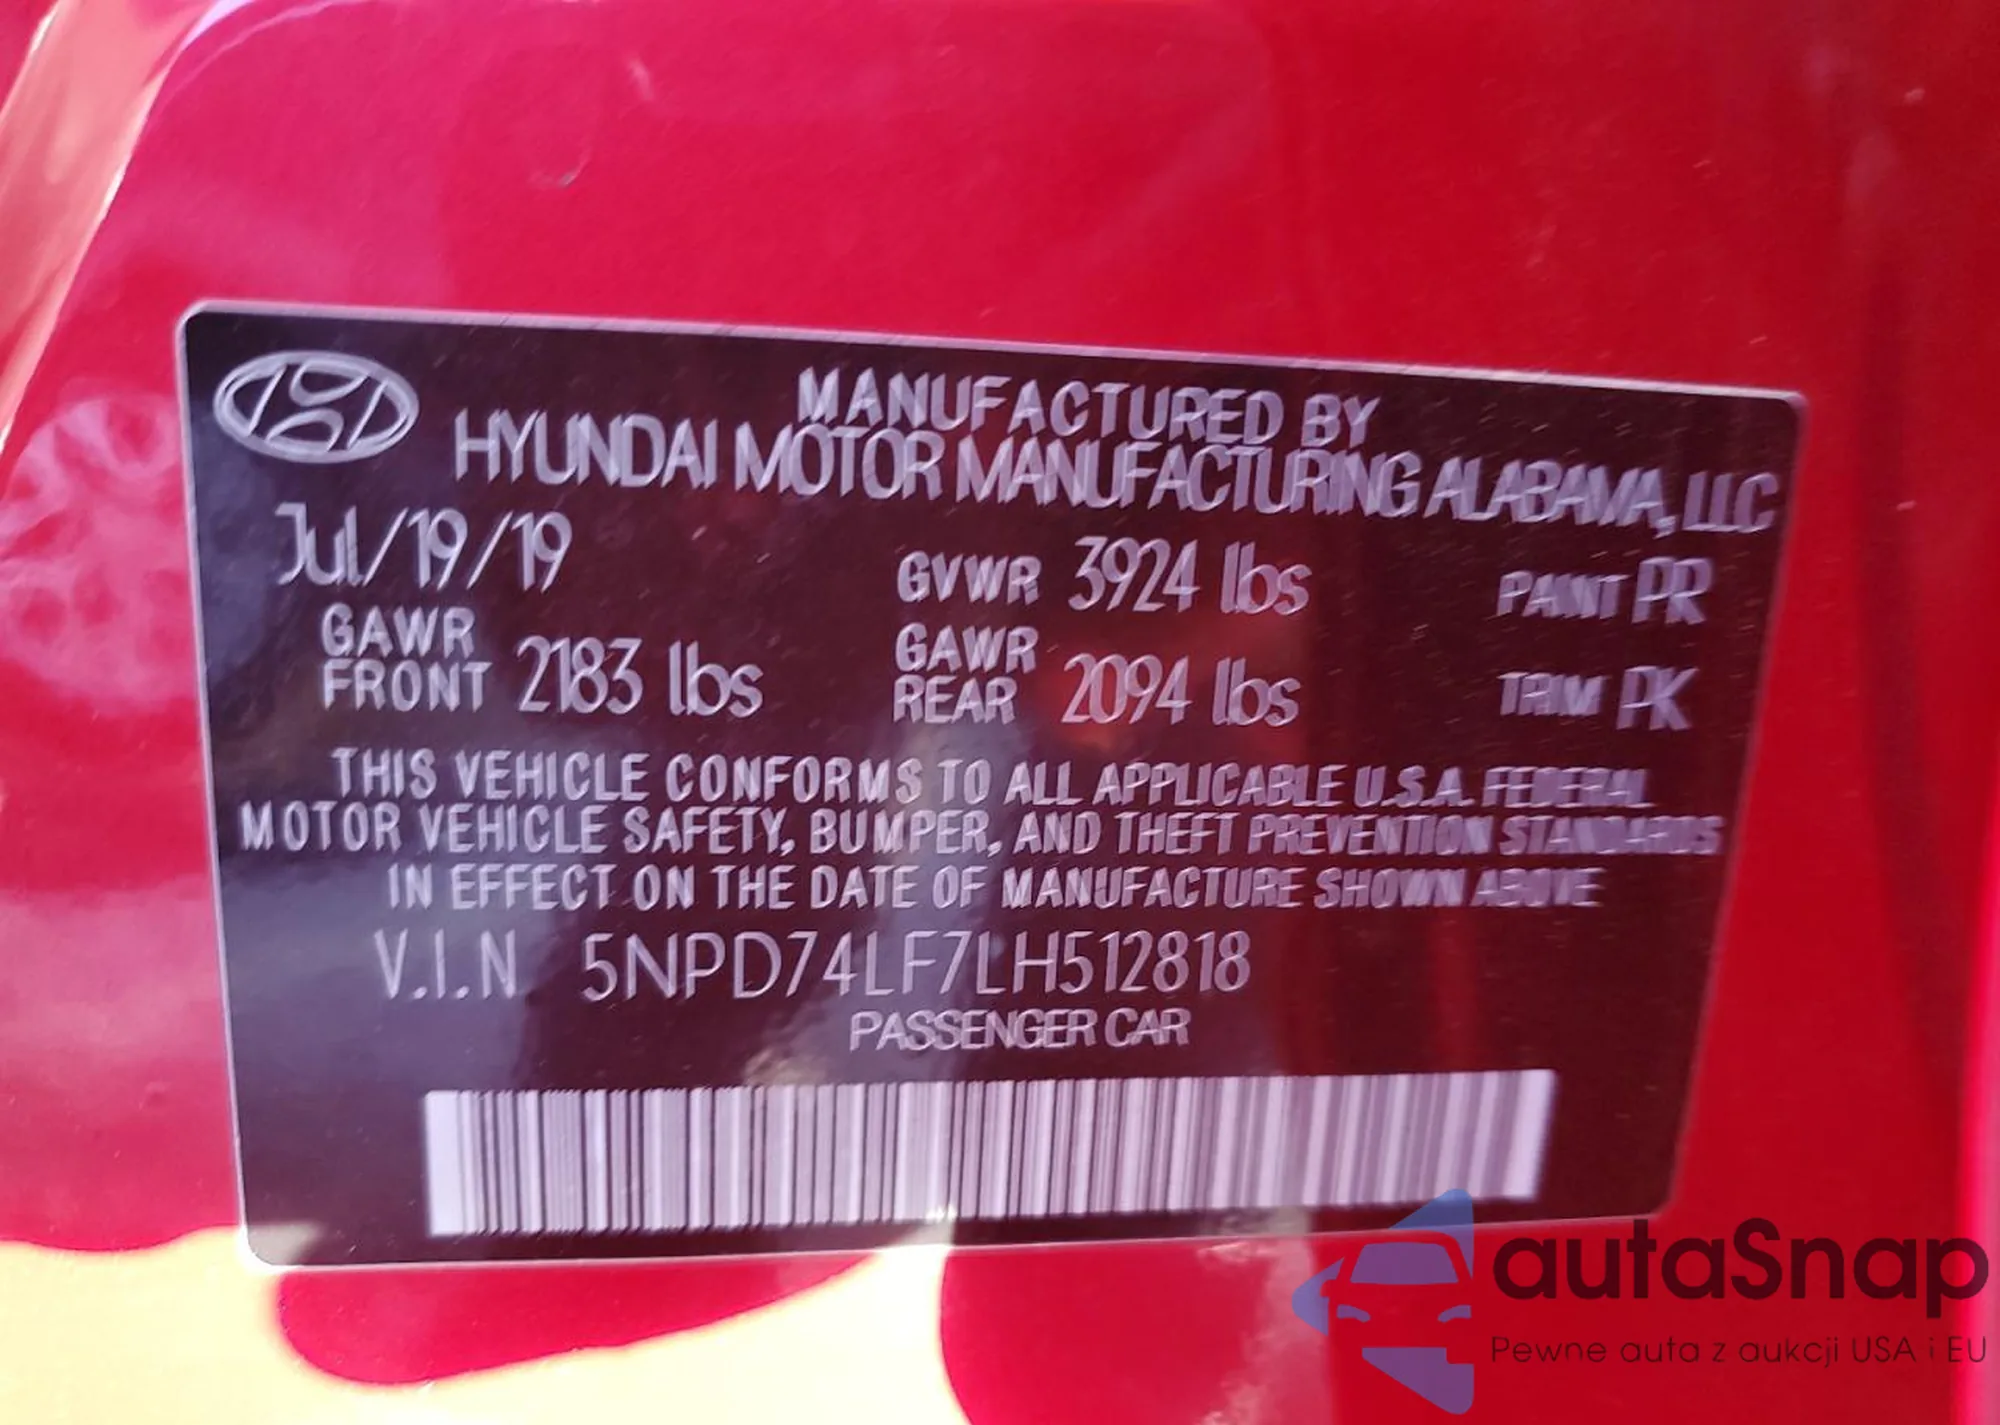 MANUFACTURED BY
HYUNDAI MOTOR MANUFACTURING ALABAMA, LLC
Jul/19/19 GVWR 3924 lbs PAINT PR
GAWR FRONT 2183 lbs GAWR REAR 2094 lbs TRIM PK
THIS VEHICLE CONFORMS TO ALL APPLICABLE U.S.A. FEDERAL
MOTOR VEHICLE SAFETY, BUMPER, AND THEFT PREVENTION STANDARDS
IN EFFECT ON THE DATE OF MANUFACTURE SHOWN ABOVE
V.I.N 5NPD74LF7LH512818
PASSENGER CAR
autaSnap
Pewne auta z aukcji USA i EU